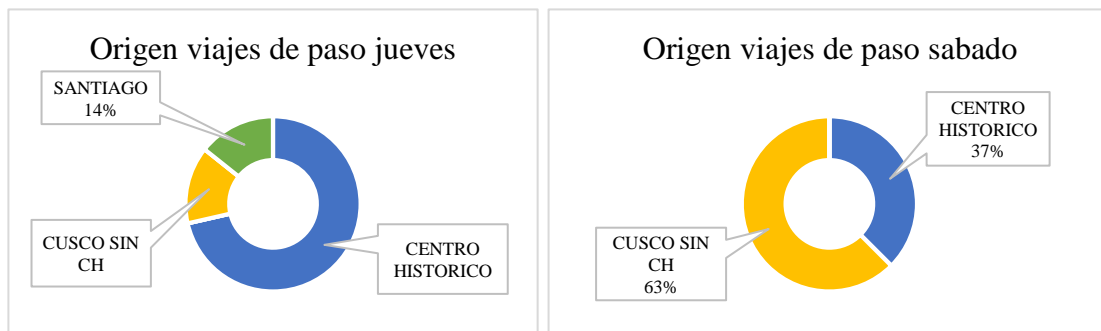 Origen viajes de paso jueves
SANTIAGO
14%
CUSCO SIN
CH
CENTRO
HISTORICO
Origen viajes de paso sabado
CENTRO
HISTORICO
37%
CUSCO SIN
CH
63%